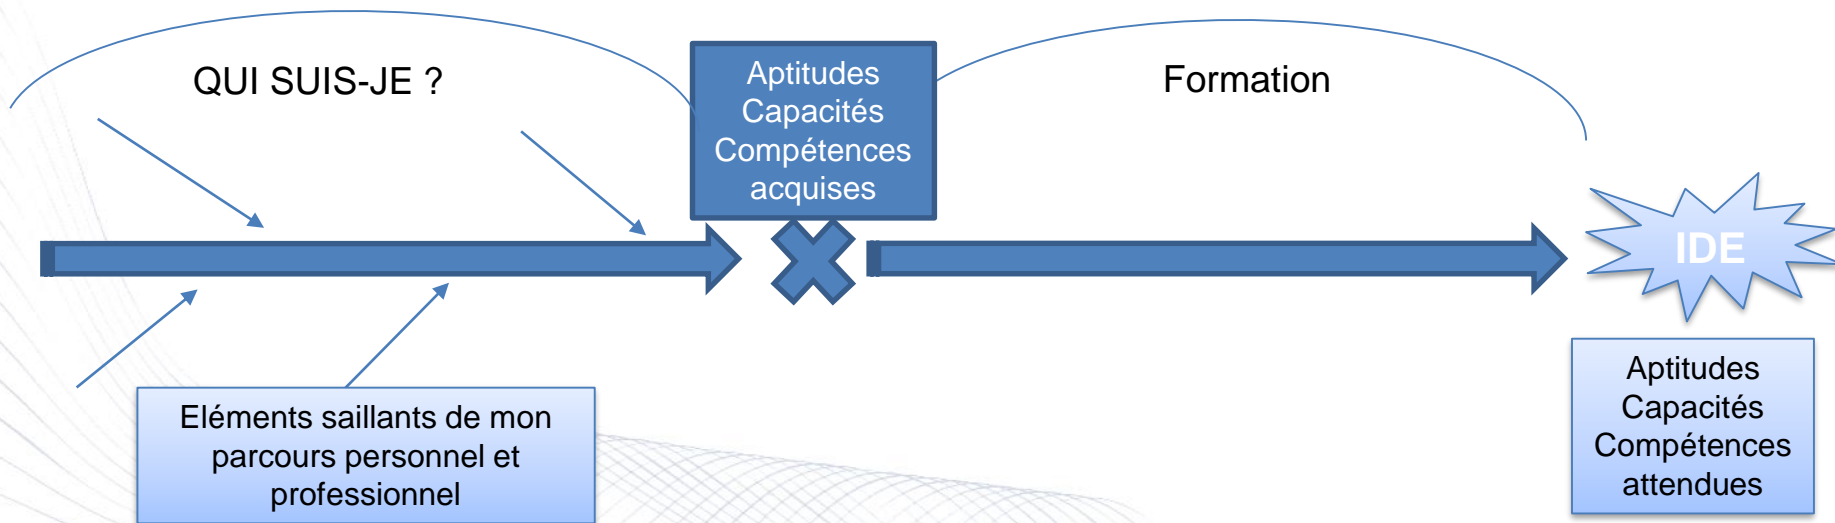 QUI SUIS-JE ?
Aptitudes
Capacités
Compétences
acquises
Formation
IDE
Eléments saillants de mon
parcours personnel et
professionnel
Aptitudes
Capacités
Compétences
attendues